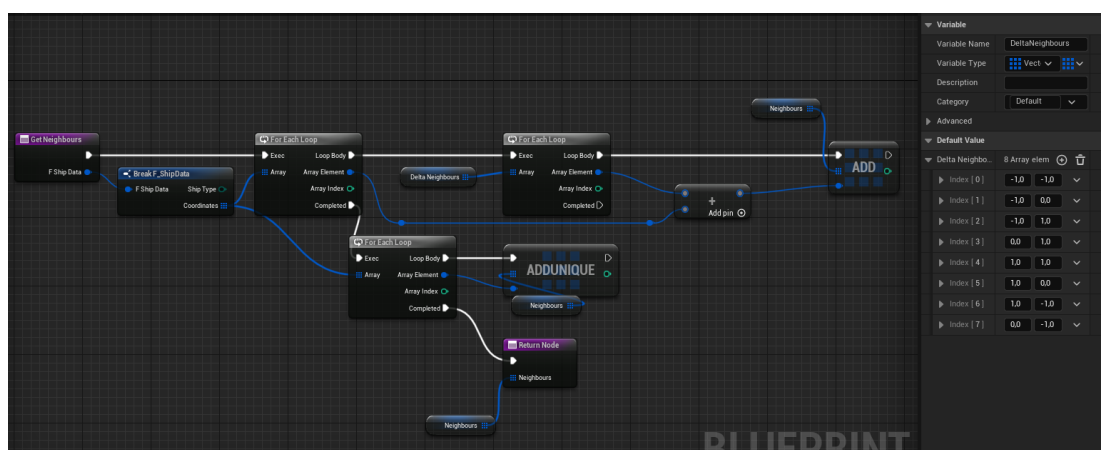 Get Neighbours
F Ship Data
Break F_ShipData
F Ship Data Ship Type
Coordinates
For Each Loop
Exec Loop Body
Array Array Element
Array Index
Completed
Delta Neighbours
For Each Loop
Exec Loop Body
Array Array Element
Array Index
Completed
Neighbours
+
Add pin
ADD
For Each Loop
Exec Loop Body
Array Array Element
Array Index
Completed
ADDUNIQUE
Neighbours
Return Node
Neighbours
Neighbours
BLUEPRINT
Variable
Variable Name DeltaNeighbours
Variable Type Vect
Description
Category Default
Advanced
Default Value
Delta Neighbo... 8 Array elem
Index [ 0 ] -1,0 -1,0
Index [ 1 ] -1,0 0,0
Index [ 2 ] -1,0 1,0
Index [ 3 ] 0,0 1,0
Index [ 4 ] 1,0 1,0
Index [ 5 ] 1,0 0,0
Index [ 6 ] 1,0 -1,0
Index [ 7 ] 0,0 -1,0